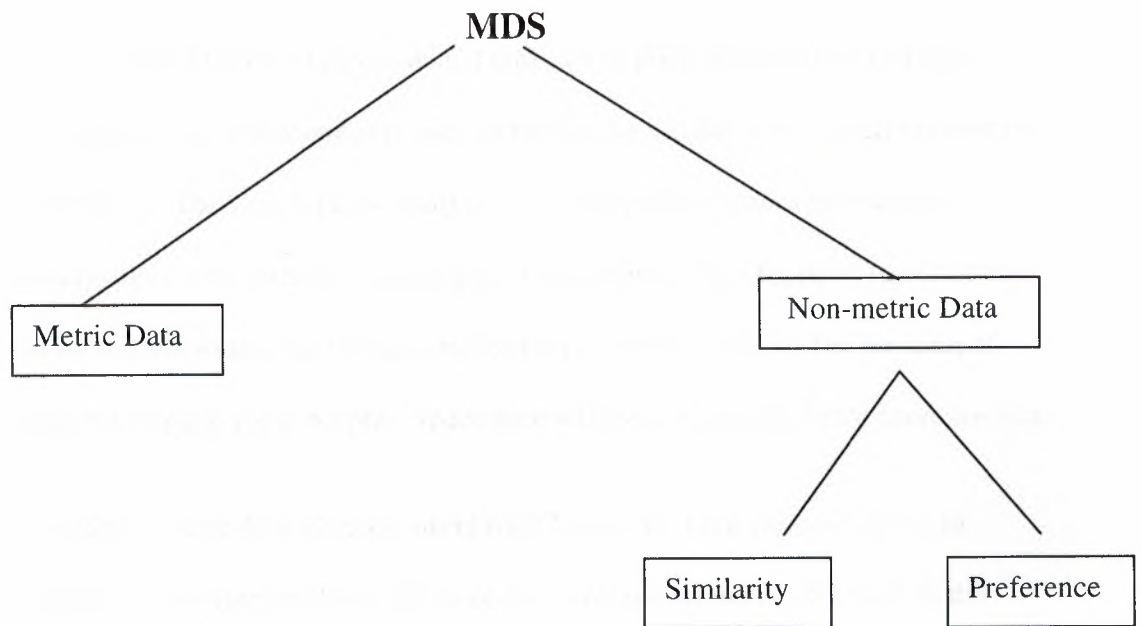 MDS
Metric Data
Non-metric Data
Similarity
Preference